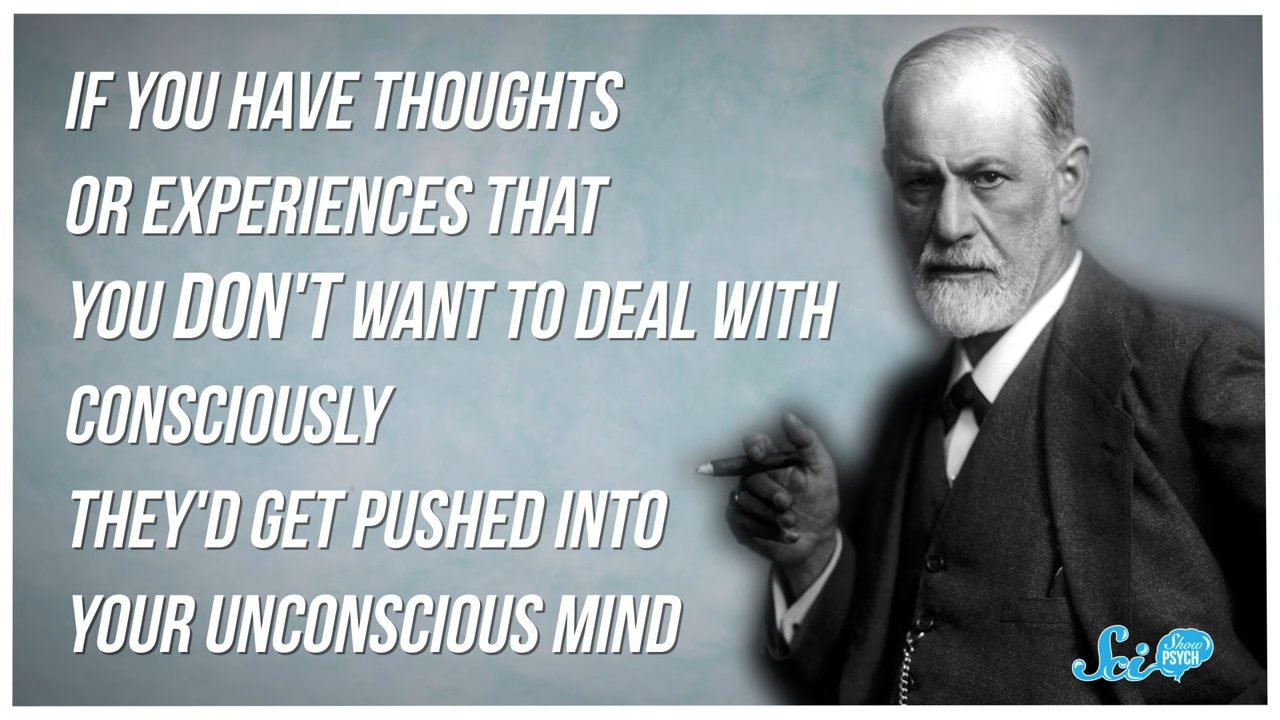 IF YOU HAVE THOUGHTS
OR EXPERIENCES THAT
YOU DON'T WANT TO DEAL WITH
CONSCIOUSLY
THEY'D GET PUSHED INTO
YOUR UNCONSCIOUS MIND
Sci Show
PSYCH